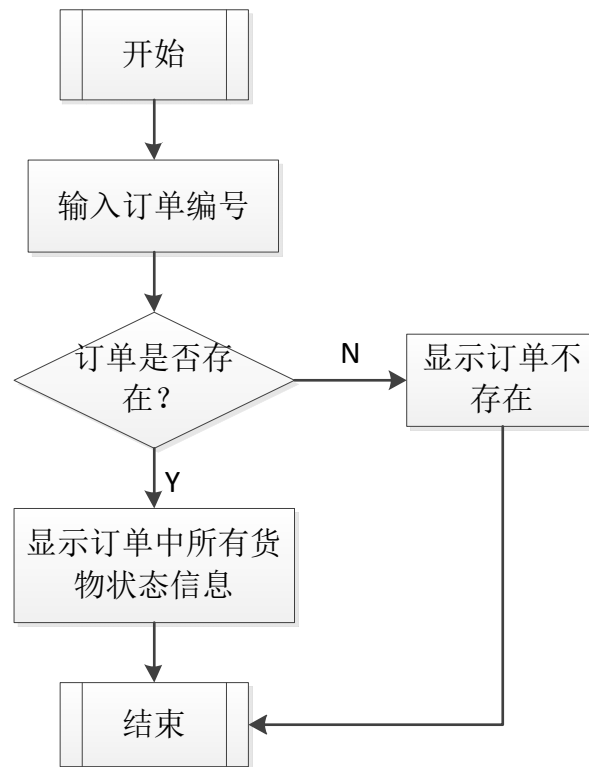 开始
输入订单编号
订单是否存
在？
N
显示订单不
存在
Y
显示订单中所有货
物状态信息
结束